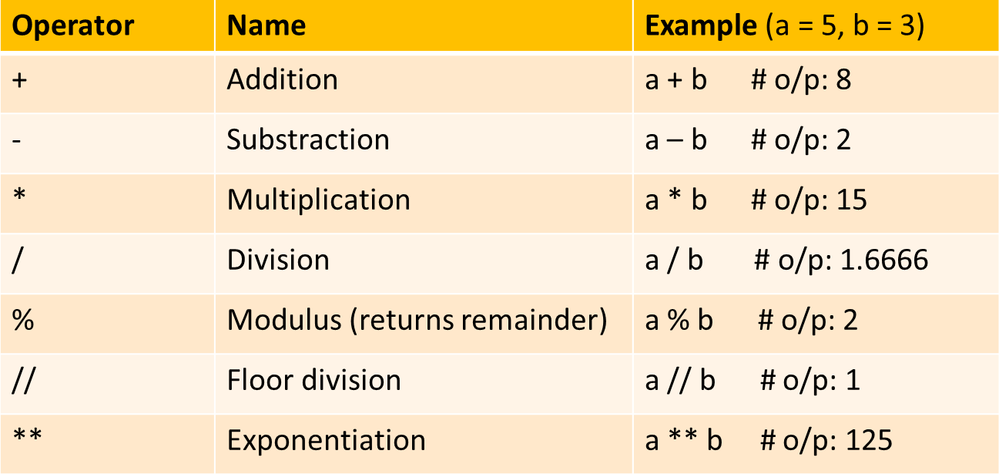 Operator Name Example (a = 5, b = 3)
+ Addition a + b # o/p: 8
- Substraction a – b # o/p: 2
* Multiplication a * b # o/p: 15
/ Division a / b # o/p: 1.6666
% Modulus (returns remainder) a % b # o/p: 2
// Floor division a // b # o/p: 1
** Exponentiation a ** b # o/p: 125